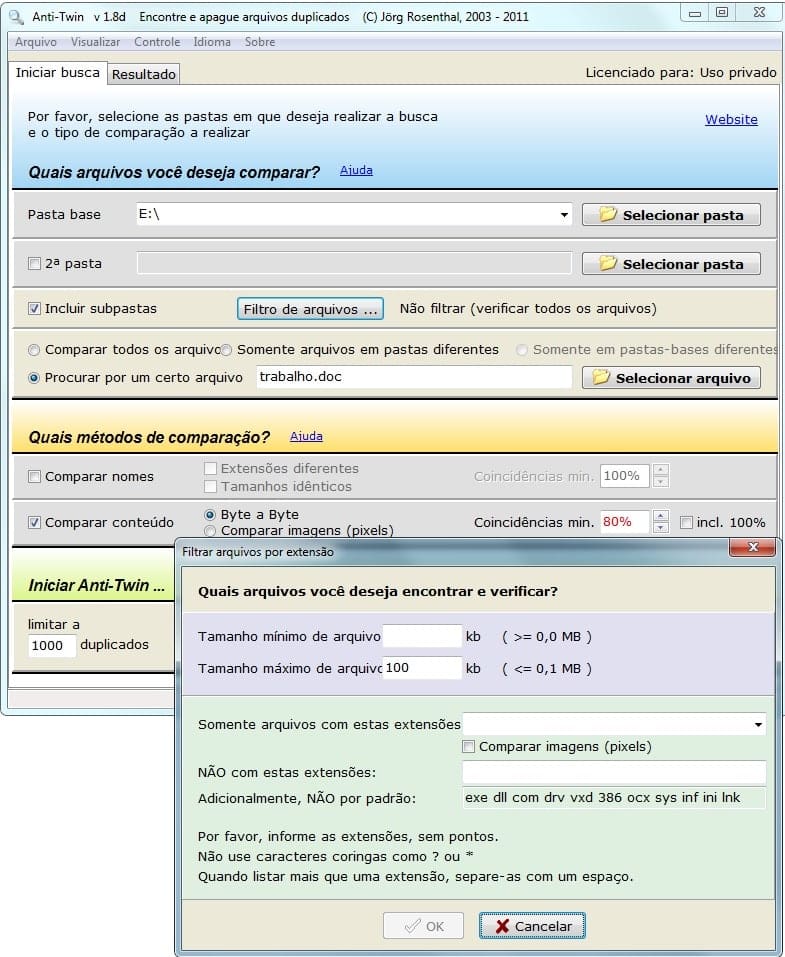 Anti-Twin v 1.8d Encontre e apague arquivos duplicados (C) Jörg Rosenthal, 2003 - 2011
Arquivo Visualizar Controle Idioma Sobre
Iniciar busca Resultado Licenciado para: Uso privado
Por favor, selecione as pastas em que deseja realizar a busca
e o tipo de comparação a realizar
Website
Quais arquivos você deseja comparar? Ajuda
Pasta base E:\ Selecionar pasta
2ª pasta Selecionar pasta
Incluir subpastas Filtro de arquivos ... Não filtrar (verificar todos os arquivos)
Comparar todos os arquivo Somente arquivos em pastas diferentes Somente em pastas-bases diferentes
Procurar por um certo arquivo trabalho.doc Selecionar arquivo
Quais métodos de comparação? Ajuda
Comparar nomes Extensões diferentes Coincidências min. 100%
Tamanhos idênticos
Comparar conteúdo Byte a Byte Coincidências min. 80% incl. 100%
Comparar imagens (pixels)
Iniciar Anti-Twin ...
limitar a
1000 duplicados
Filtrar arquivos por extensão
Quais arquivos você deseja encontrar e verificar?
Tamanho mínimo de arquivo kb ( >= 0,0 MB )
Tamanho máximo de arquivo 100 kb ( <= 0,1 MB )
Somente arquivos com estas extensões
Comparar imagens (pixels)
NÃO com estas extensões:
Adicionalmente, NÃO por padrão: exe dll com drv vxd 386 ocx sys inf ini lnk
Por favor, informe as extensões, sem pontos.
Não use caracteres coringas como ? ou *
Quando listar mais que uma extensão, separe-as com um espaço.
OK Cancelar